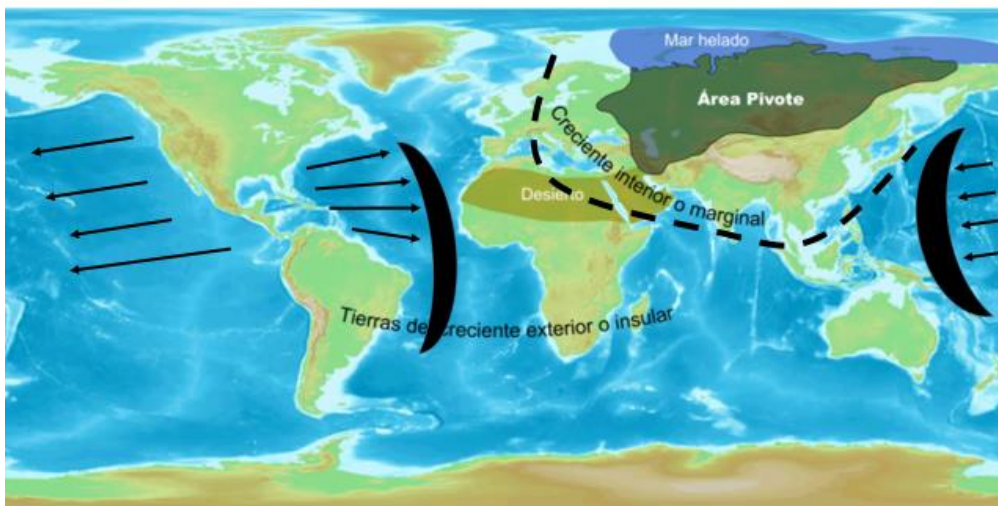 Mar helado
Área Pivote
Creciente interior o marginal
Desierto
Tierras de creciente exterior o insular